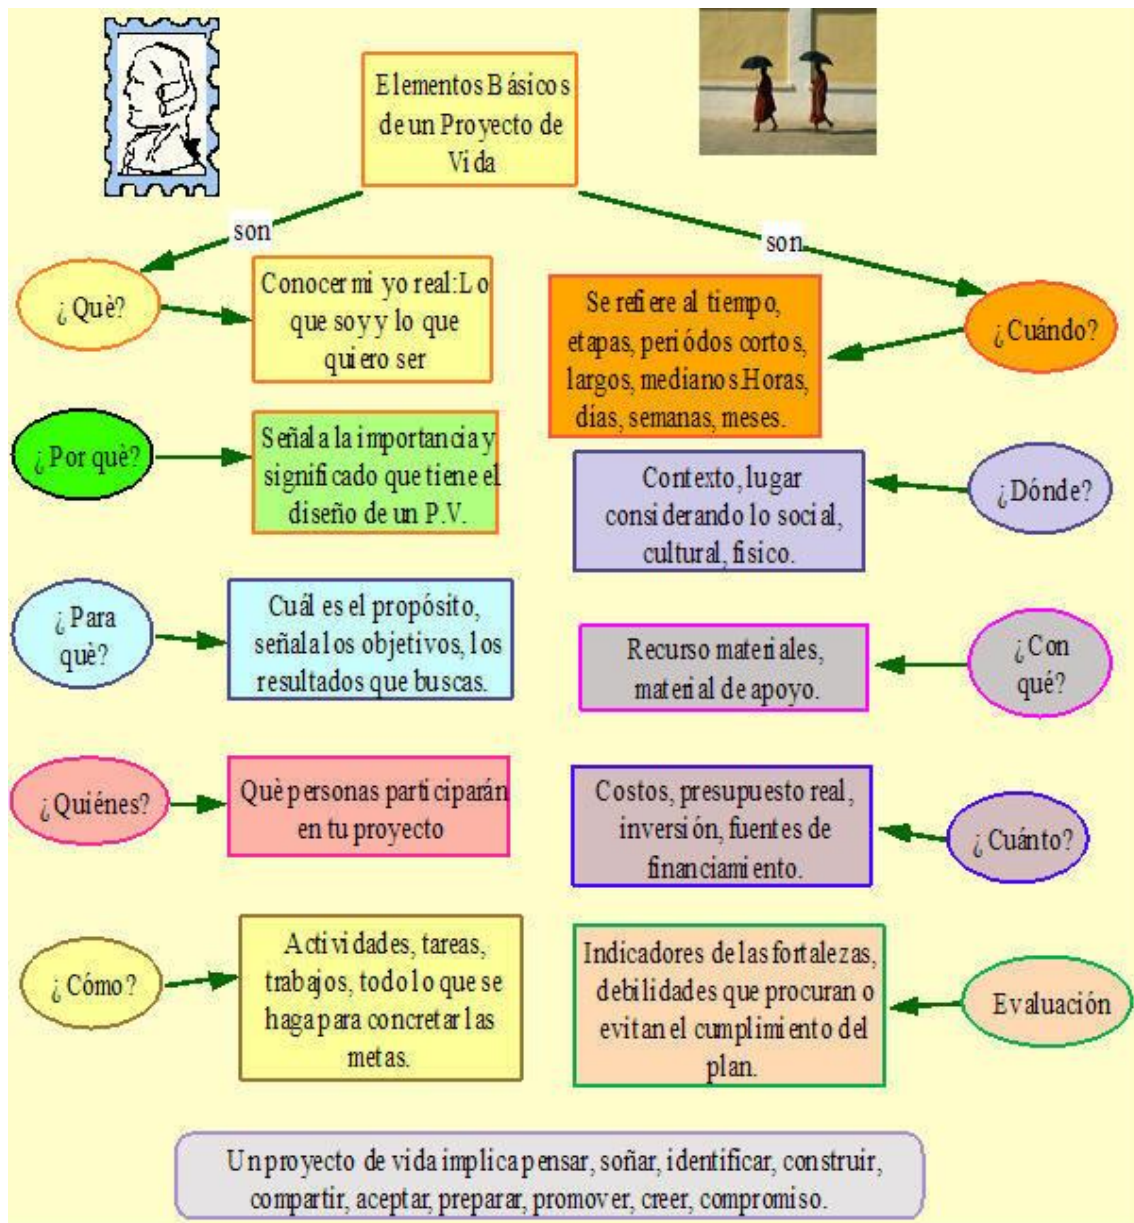 Elementos Básicos
de un Proyecto de
Vida
son
son
¿Què?
Conocer mi yo real: Lo
que soy y lo que
quiero ser
¿Por què?
Señala la importancia y
significado que tiene el
diseño de un P.V.
¿Para
què?
Cuál es el propósito,
señala los objetivos, los
resultados que buscas.
¿Quiénes?
Què personas participarán
en tu proyecto
¿Cómo?
Actividades, tareas,
trabajos, todo lo que se
haga para concretar las
metas.
¿Cuándo?
Se refiere al tiempo,
etapas, periódos cortos,
largos, medianos.Horas,
días, semanas, meses.
¿Dónde?
Contexto, lugar
considerando lo social,
cultural, físico.
¿Con
qué?
Recurso materiales,
material de apoyo.
¿Cuánto?
Costos, presupuesto real,
inversión, fuentes de
financiamiento.
Evaluación
Indicadores de las fortalezas,
debilidades que procuran o
evitan el cumplimiento del
plan.
Un proyecto de vida implica pensar, soñar, identificar, construir,
compartir, aceptar, preparar, promover, creer, compromiso.